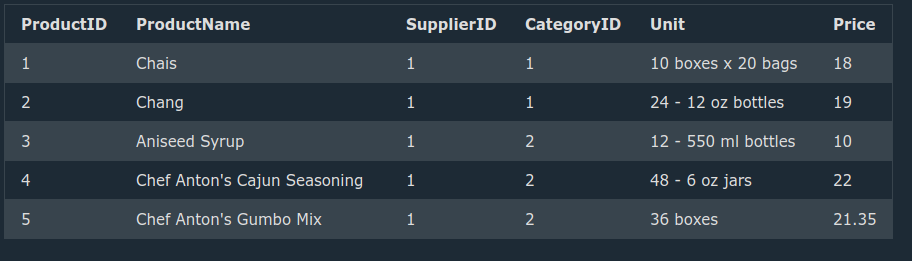 ProductID ProductName SupplierID CategoryID Unit Price
1 Chais 1 1 10 boxes x 20 bags 18
2 Chang 1 1 24 - 12 oz bottles 19
3 Aniseed Syrup 1 2 12 - 550 ml bottles 10
4 Chef Anton's Cajun Seasoning 1 2 48 - 6 oz jars 22
5 Chef Anton's Gumbo Mix 1 2 36 boxes 21.35